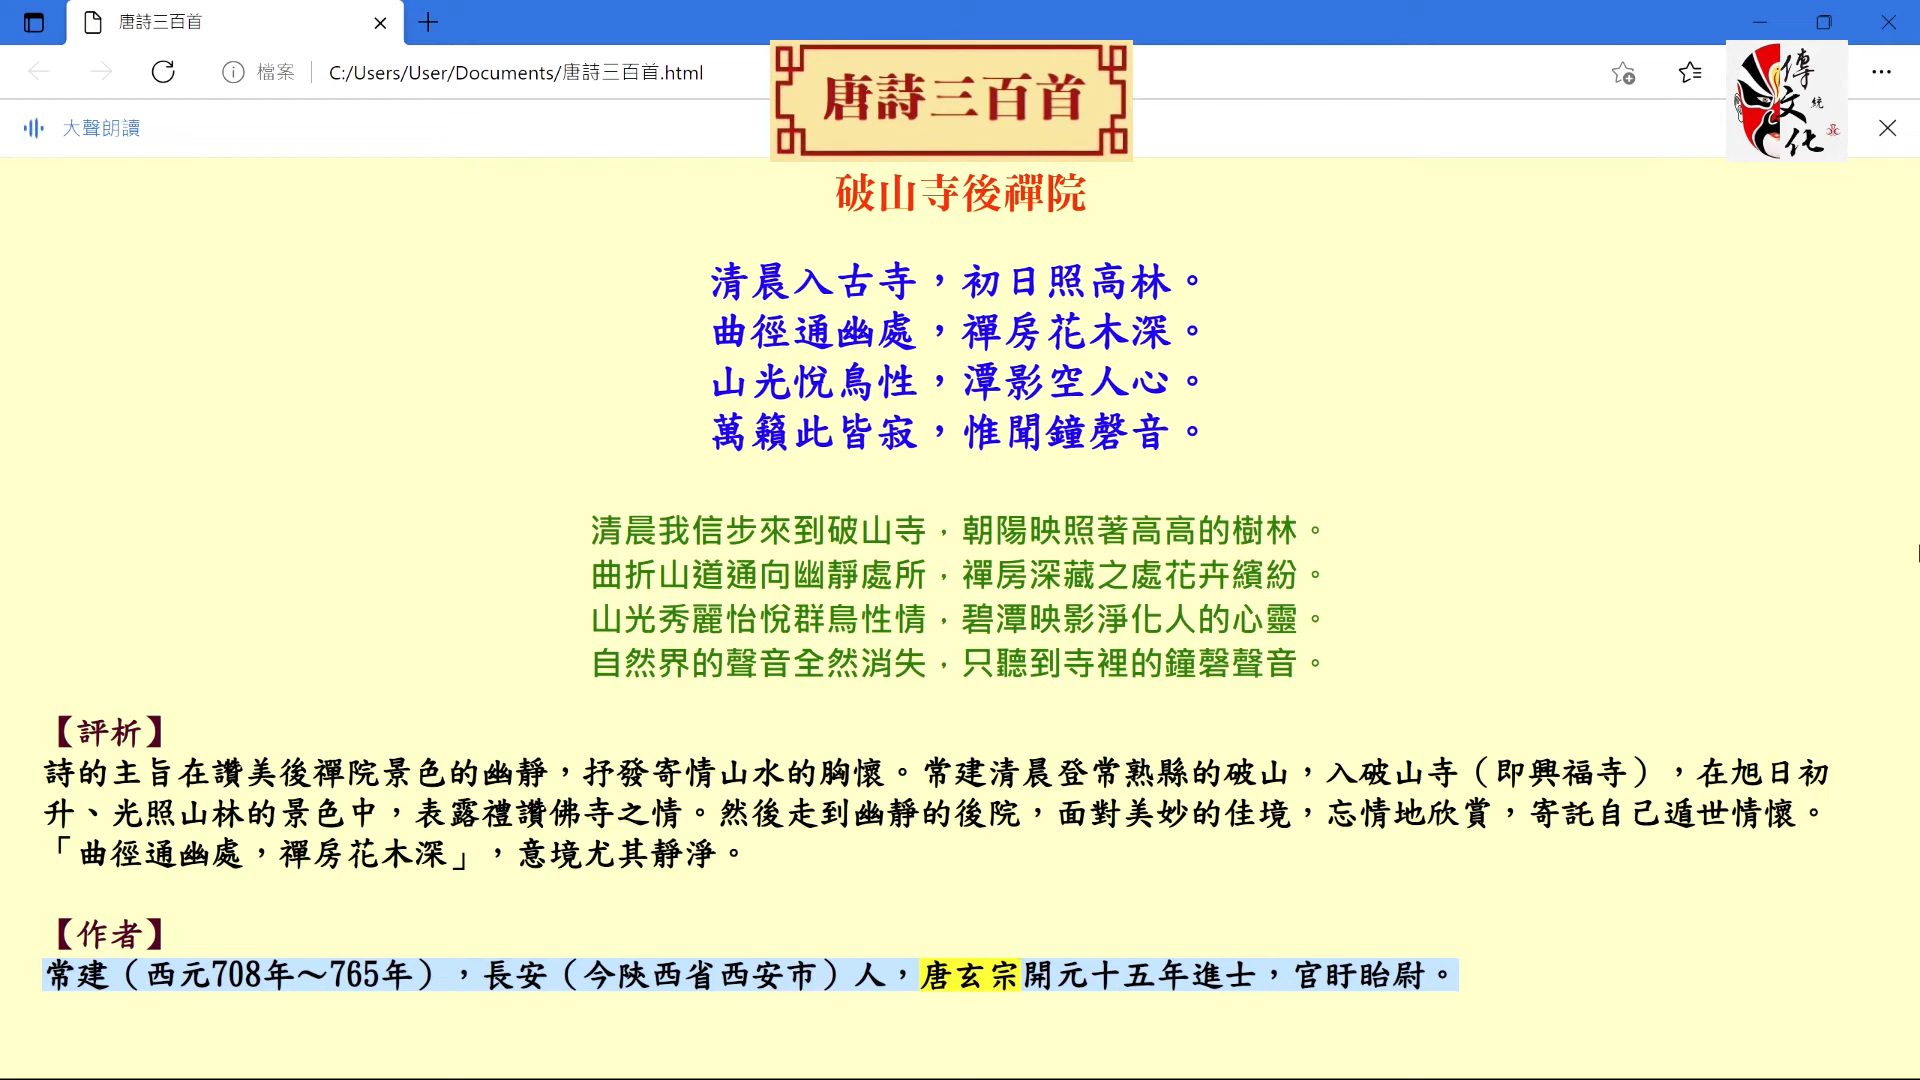 唐詩三百首
檔案 C:/Users/User/Documents/唐詩三百首.html
唐詩三百首
傳統文化
大聲朗讀
破山寺後禪院
清晨入古寺，初日照高林。
曲徑通幽處，禪房花木深。
山光悅鳥性，潭影空人心。
萬籟此皆寂，惟聞鐘磬音。
清晨我信步來到破山寺，朝陽映照著高高的樹林。
曲折山道通向幽靜處所，禪房深藏之處花卉繽紛。
山光秀麗怡悅群鳥性情，碧潭映影淨化人的心靈。
自然界的聲音全然消失，只聽到寺裡的鐘磬聲音。
【評析】
詩的主旨在讚美後禪院景色的幽靜，抒發寄情山水的胸懷。常建清晨登常熟縣的破山，入破山寺（即興福寺），在旭日初
升、光照山林的景色中，表露禮讚佛寺之情。然後走到幽靜的後院，面對美妙的佳境，忘情地欣賞，寄託自己遁世情懷。
「曲徑通幽處，禪房花木深」，意境尤其靜淨。
【作者】
常建（西元708年～765年），長安（今陝西省西安市）人，唐玄宗開元十五年進士，官盱眙尉。